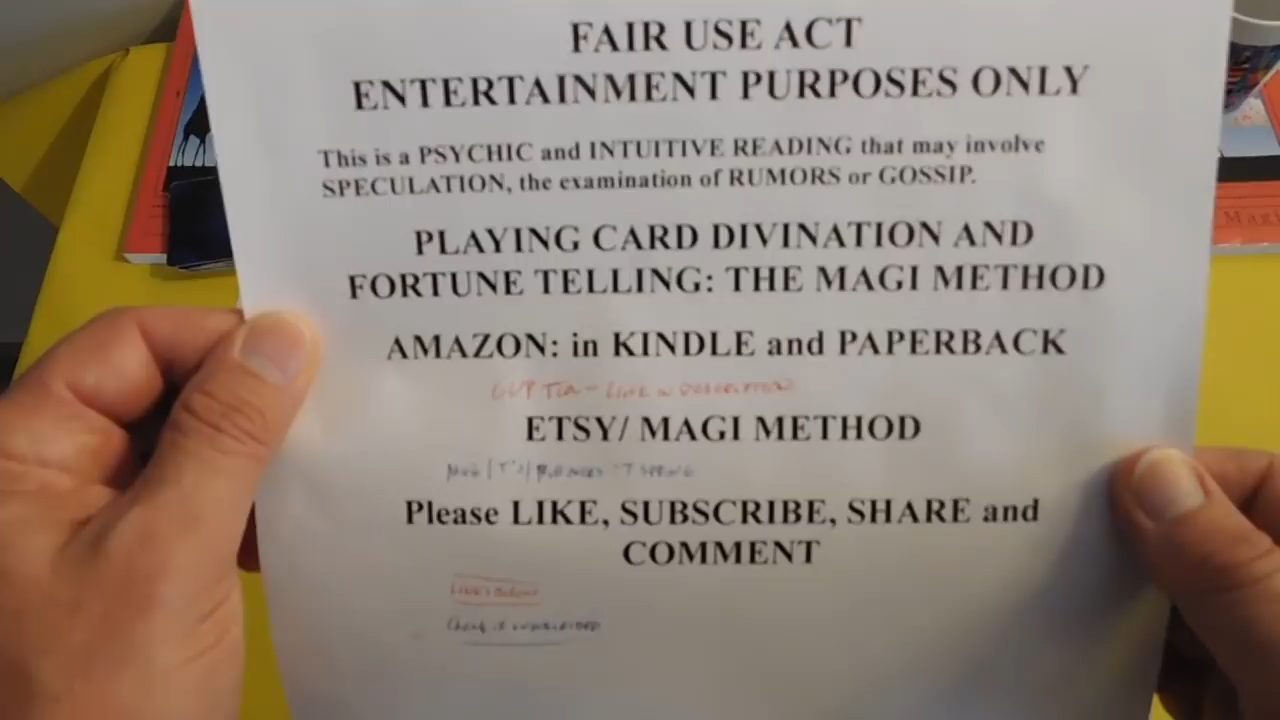 FAIR USE ACT
ENTERTAINMENT PURPOSES ONLY
This is a PSYCHIC and INTUITIVE READING that may involve
SPECULATION, the examination of RUMORS or GOSSIP.
PLAYING CARD DIVINATION AND
FORTUNE TELLING: THE MAGI METHOD
AMAZON: in KINDLE and PAPERBACK
ETSY/ MAGI METHOD
Please LIKE, SUBSCRIBE, SHARE and
COMMENT